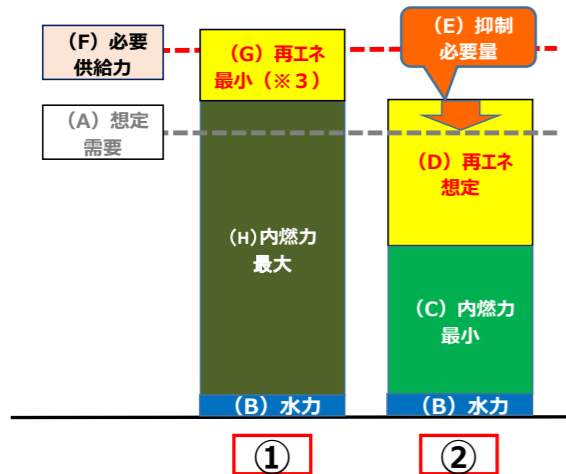 (F)必要
供給力
(G)再エネ
最小(※3)
(E)抑制
必要量
(A)想定
需要
(D)再エネ
想定
(H)内燃力
最大
(C)内燃力
最小
(B)水力
(B)水力
①
②